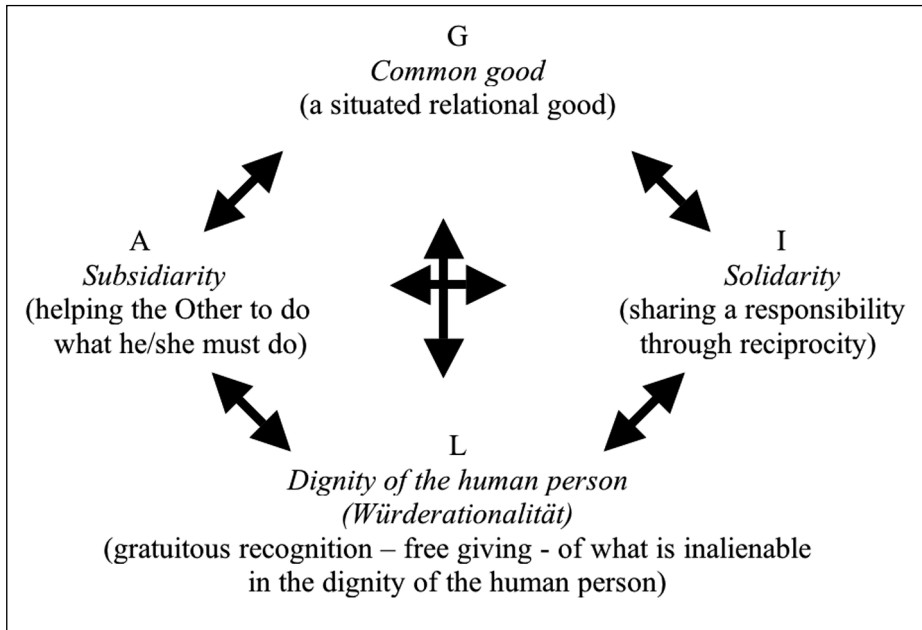 G
Common good
(a situated relational good)
A
Subsidiarity
(helping the Other to do
what he/she must do)
I
Solidarity
(sharing a responsibility
through reciprocity)
L
Dignity of the human person
(Würderationalität)
(gratuitous recognition – free giving - of what is inalienable
in the dignity of the human person)